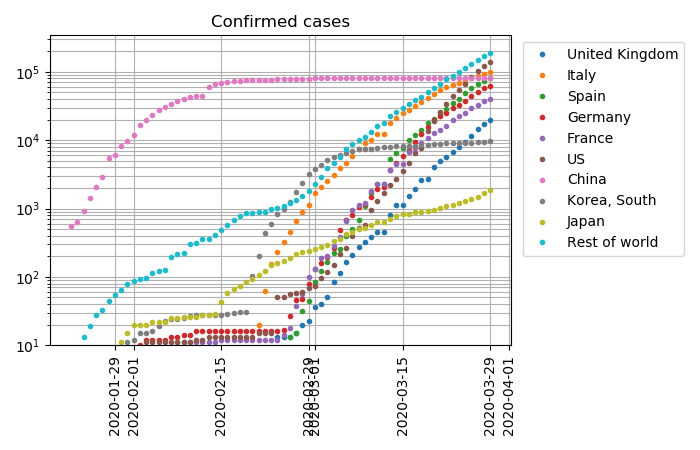 Confirmed cases
10^5
10^4
10^3
10^2
10^1
2020-01-29
2020-02-01
2020-02-15
2020-02-29
2020-03-01
2020-03-15
2020-03-29
2020-04-01
United Kingdom
Italy
Spain
Germany
France
US
China
Korea, South
Japan
Rest of world